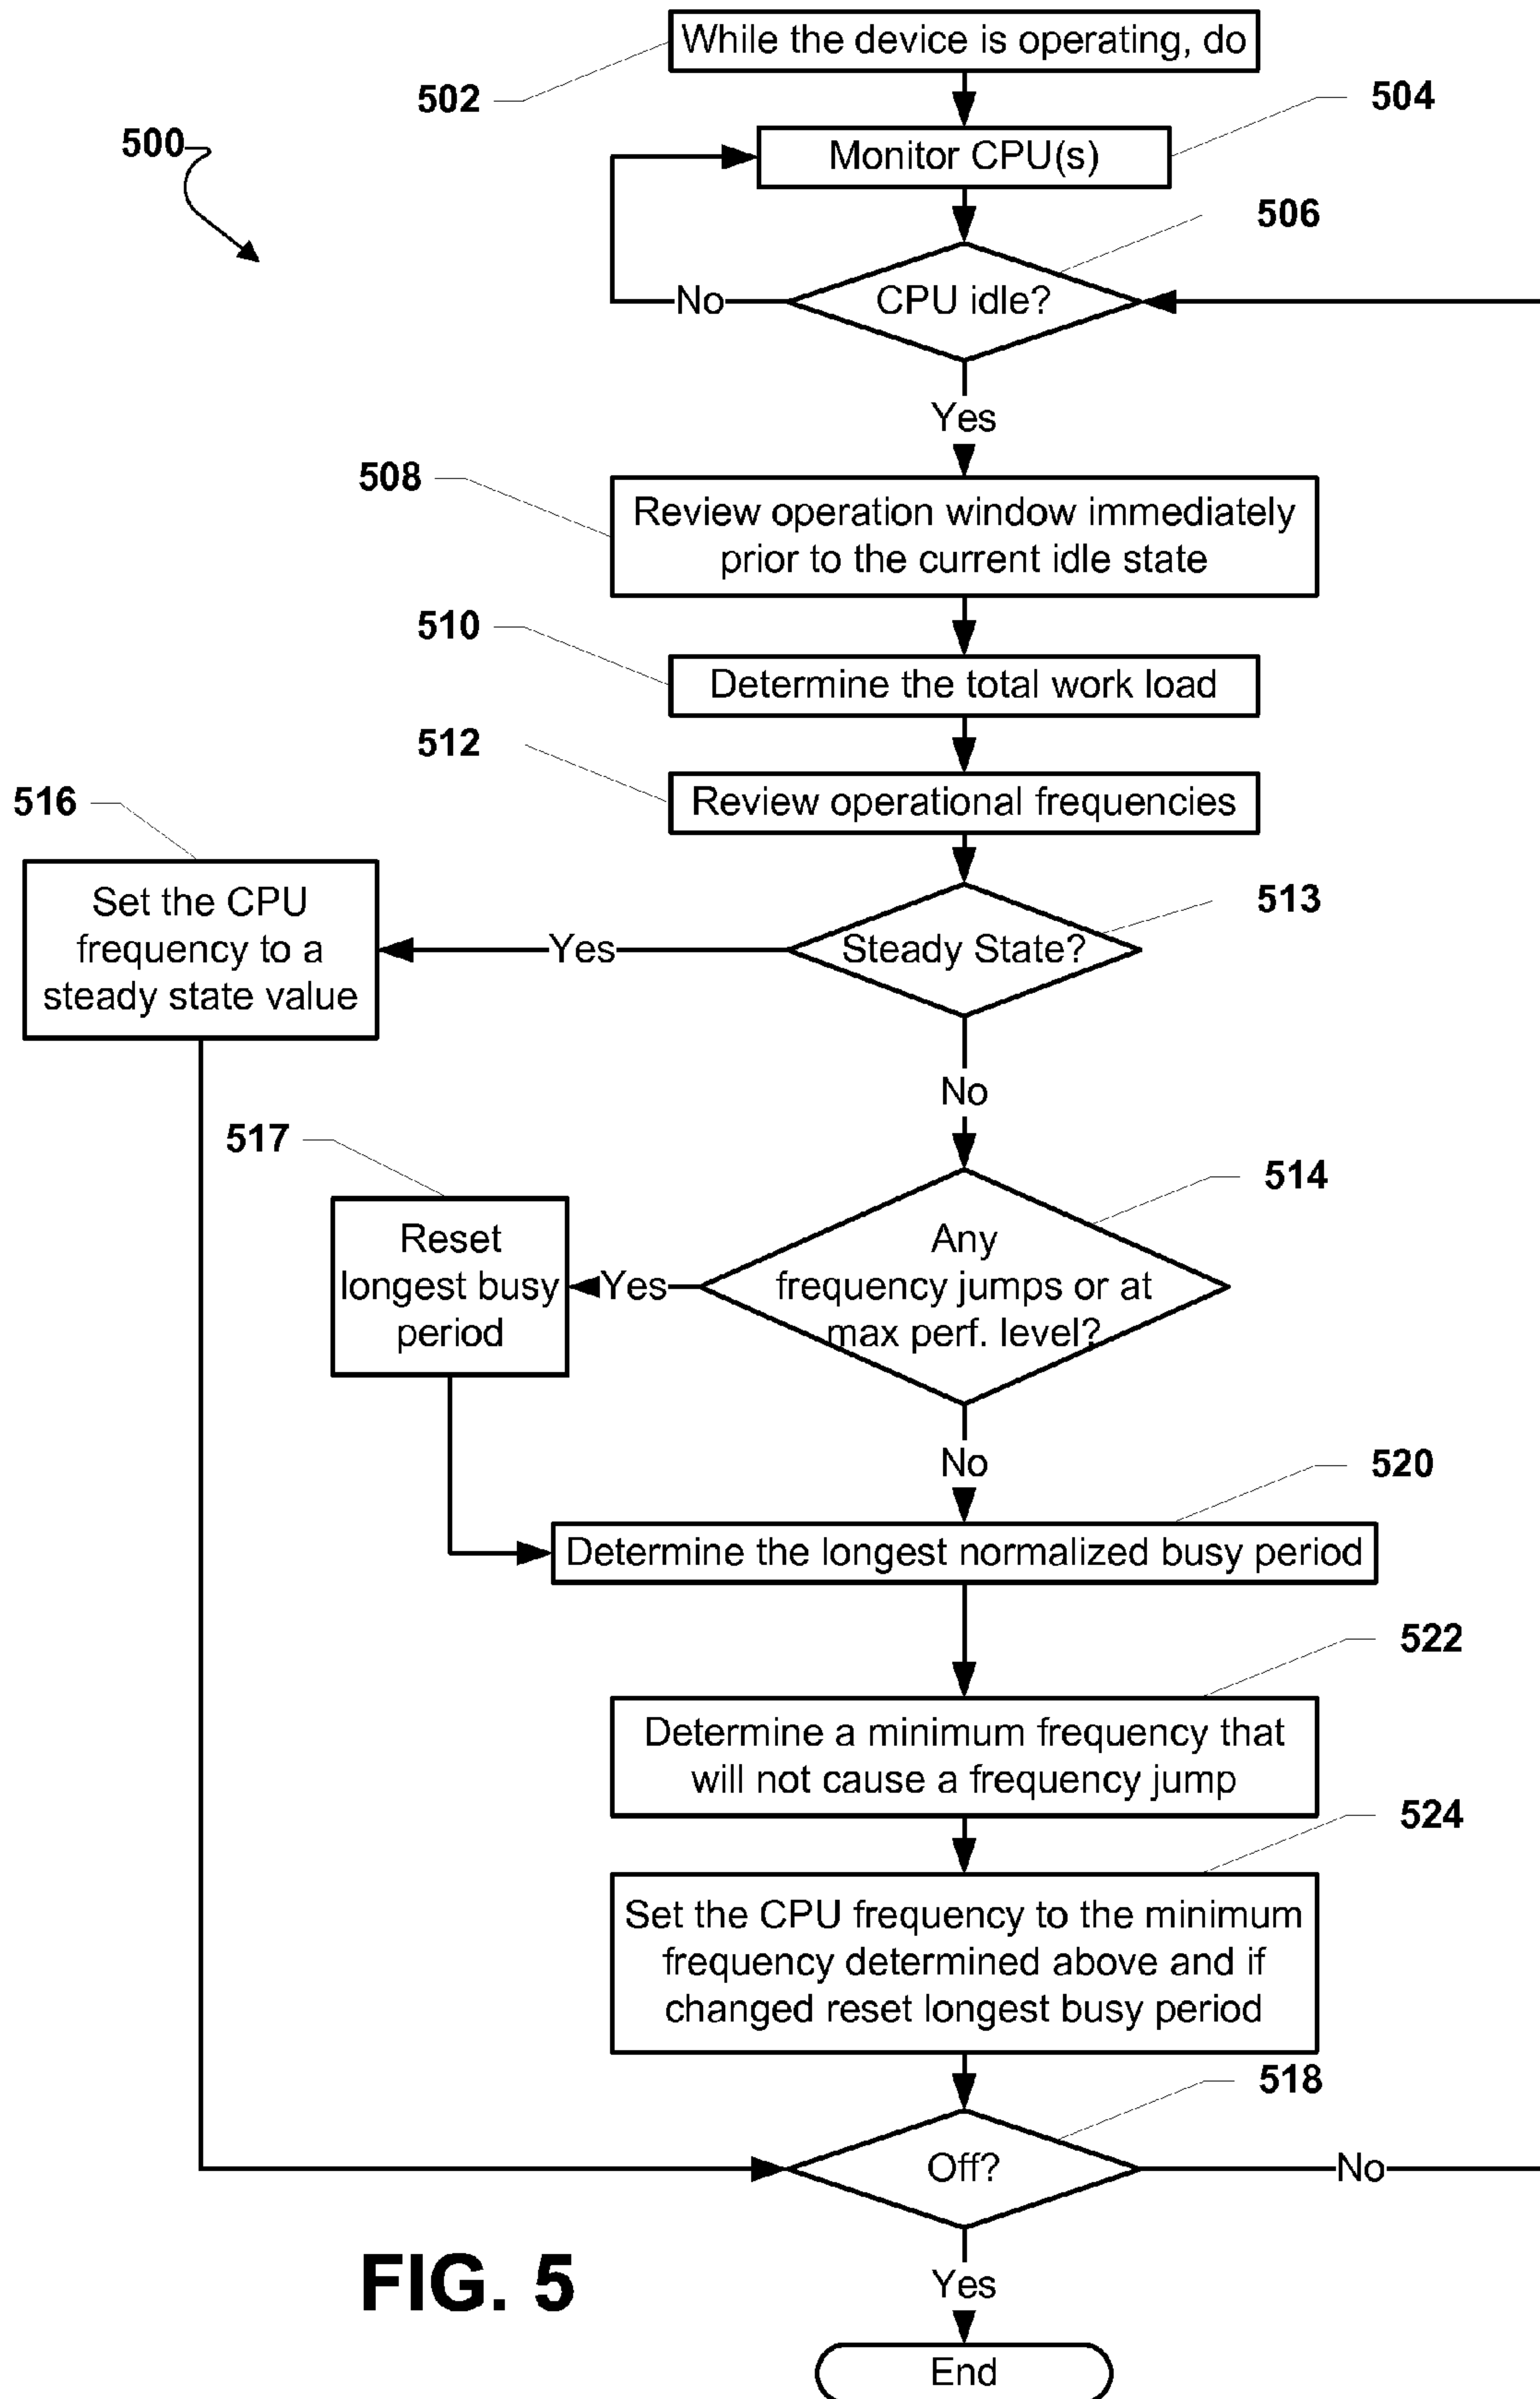 While the device is operating, do
502
504
500
Monitor CPU(s)
506
CPU idle?
No
Yes
508
Review operation window immediately
prior to the current idle state
510
Determine the total work load
512
Review operational frequencies
516
Set the CPU
frequency to a
steady state value
513
Steady State?
Yes
No
517
514
Reset
longest busy
period
Yes
Any
frequency jumps or at
max perf. level?
No
520
Determine the longest normalized busy period
522
Determine a minimum frequency that
will not cause a frequency jump
524
Set the CPU frequency to the minimum
frequency determined above and if
changed reset longest busy period
518
Off?
No
Yes
FIG. 5
End